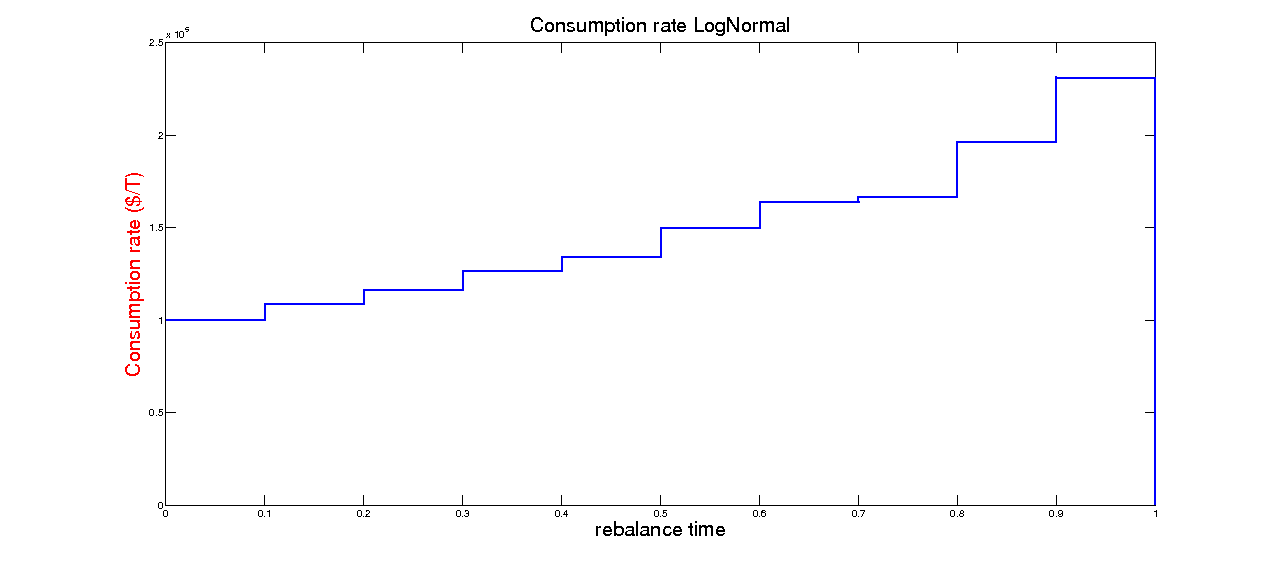 Consumption rate LogNormal
x 10^5
2.5
2
1.5
1
0.5
0
Consumption rate ($/T)
0 0.1 0.2 0.3 0.4 0.5 0.6 0.7 0.8 0.9 1
rebalance time